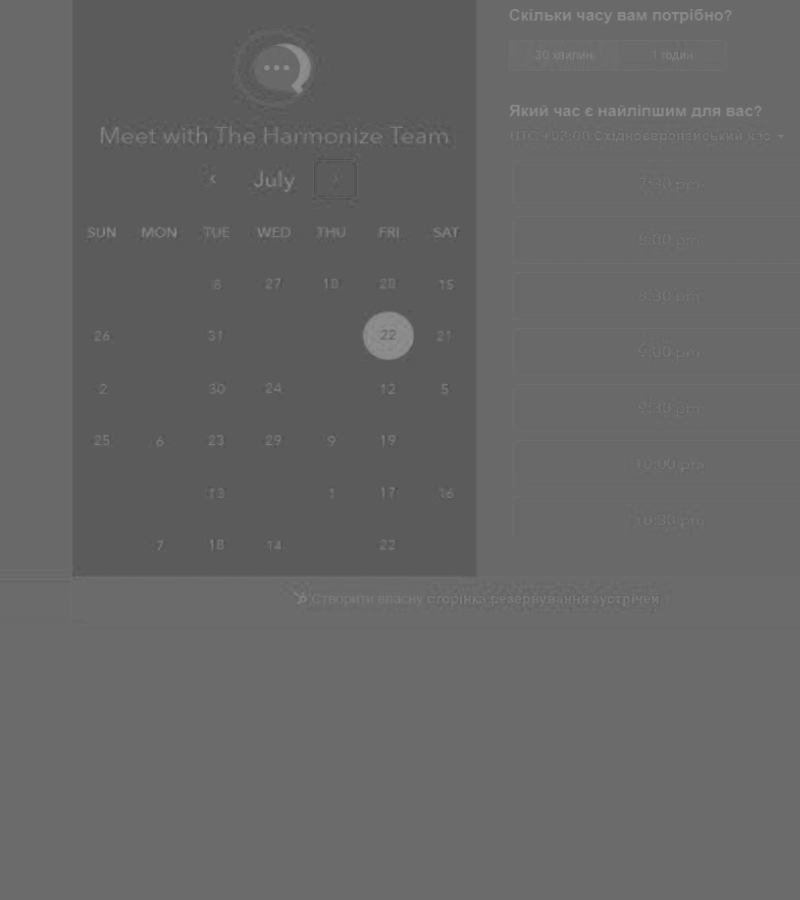 Meet with The Harmonize Team
July
SUN MON TUE WED THU FRI SAT
8 27 10 28 15
26 31 22 21
2 30 24 12 5
25 6 23 29 9 19
13 1 17 16
7 18 14 22
Скільки часу вам потрібно?
30 хвилин 1 годин
Який час є найліпшим для вас?
UTC +02:00 Східноєвропейський час
7:30 pm
8:00 pm
8:30 pm
9:00 pm
9:30 pm
10:00 pm
10:30 pm
Створити власну сторінка резервування зустрічей